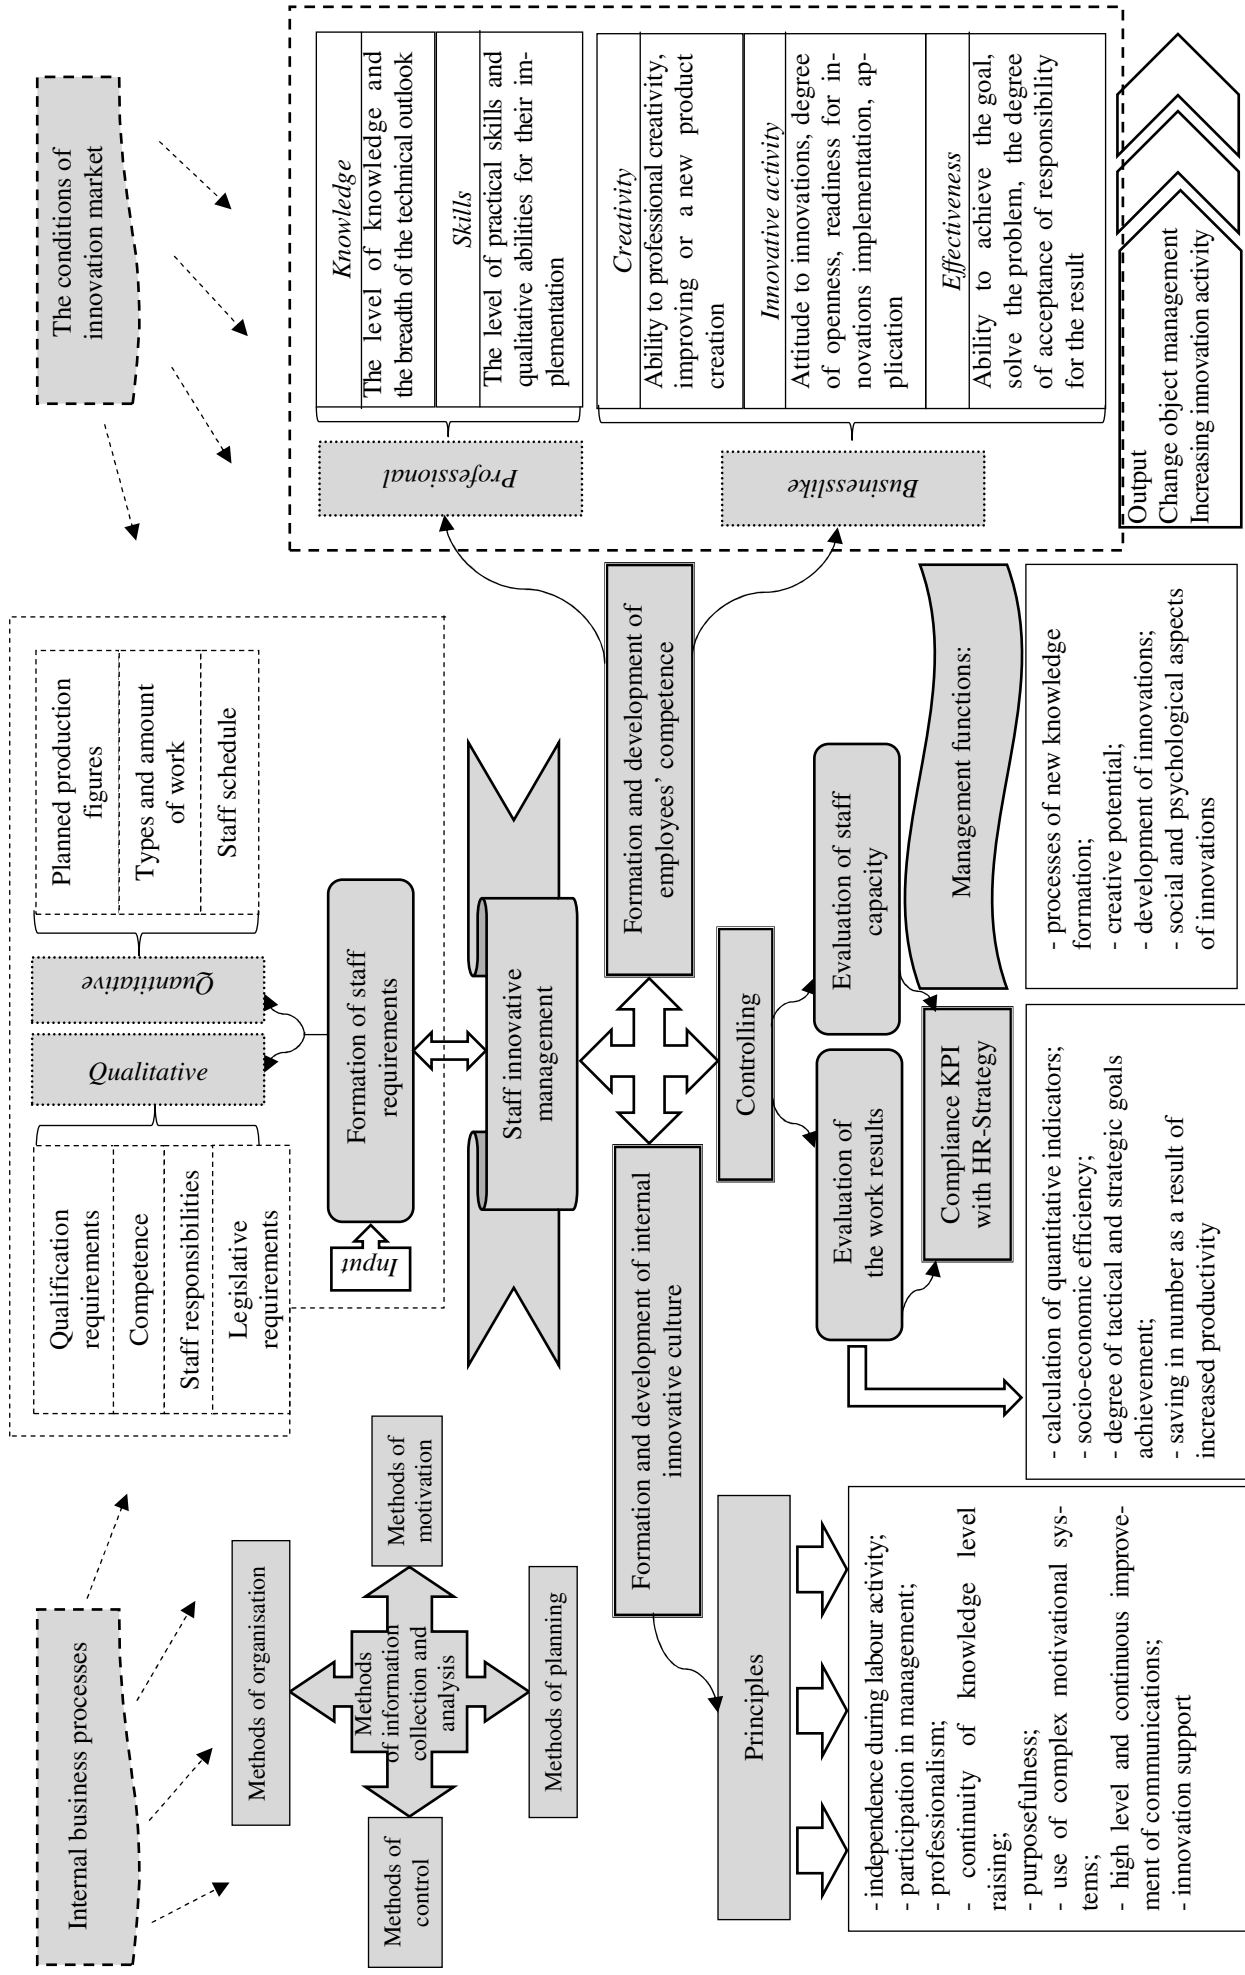 Internal business processes
The conditions of
innovation market
Qualification
requirements
Competence
Staff responsibilities
Legislative
requirements
Qualitative
Quantitative
Planned production
figures
Types and amount
of work
Staff schedule
Input
Formation of staff
requirements
Methods of organisation
Methods of
control
Methods
of information
collection and
analysis
Methods of
motivation
Methods of planning
Staff innovative
management
Formation and development of internal
innovative culture
Formation and development of
employees’ competence
Professional
Knowledge
The level of knowledge and
the breadth of the technical outlook
Skills
The level of practical skills and
qualitative abilities for their im-
plementation
Businesslike
Creativity
Ability to professional creativity,
improving or a new product
creation
Innovative activity
Attitude to innovations, degree
of openness, readiness for in-
novations implementation, ap-
plication
Effectiveness
Ability to achieve the goal,
solve the problem, the degree
of acceptance of responsibility
for the result
Principles
Controlling
Evaluation of
the work results
Evaluation of staff
capacity
Compliance KPI
with HR-Strategy
Management functions:
- independence during labour activity;
- participation in management;
- professionalism;
- continuity of knowledge level
raising;
- purposefulness;
- use of complex motivational sys-
tems;
- high level and continuous improve-
ment of communications;
- innovation support
- calculation of quantitative indicators;
- socio-economic efficiency;
- degree of tactical and strategic goals
achievement;
- saving in number as a result of
increased productivity
- processes of new knowledge
formation;
- creative potential;
- development of innovations;
- social and psychological aspects
of innovations
Output
Change object management
Increasing innovation activity